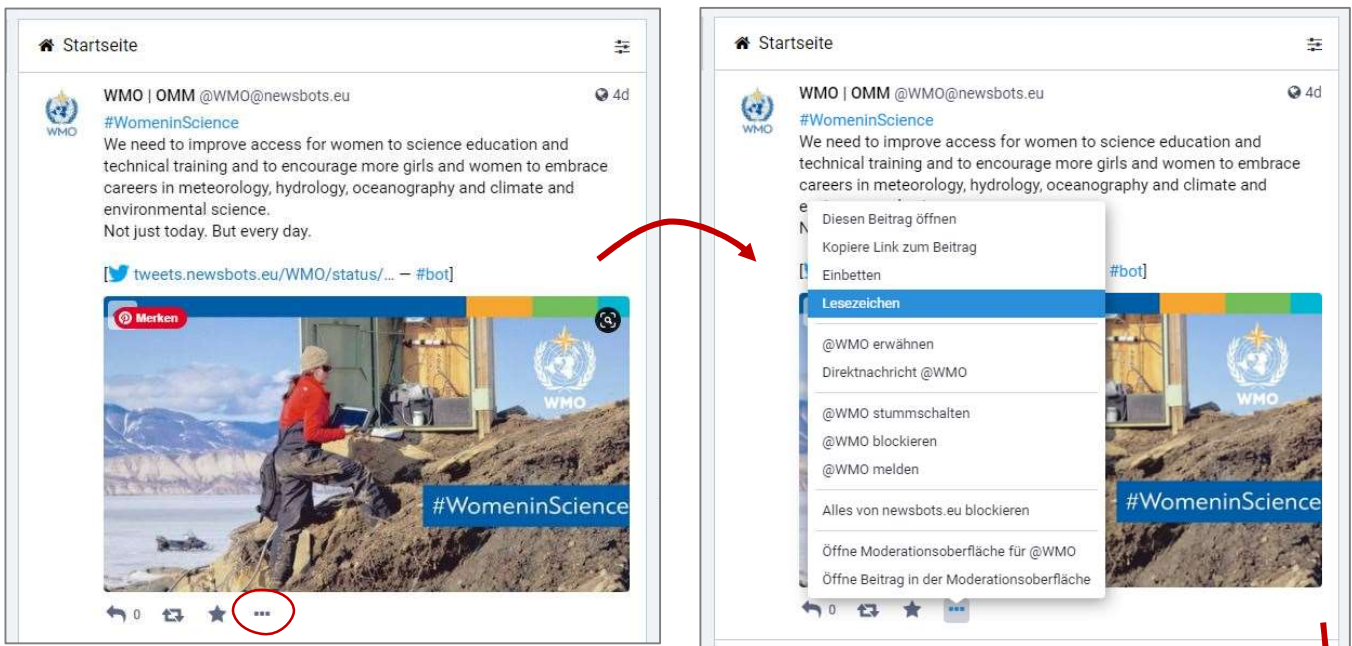 Startseite
WMO | OMM @WMO@newsbots.eu 4d
WMO
#WomeninScience
We need to improve access for women to science education and
technical training and to encourage more girls and women to embrace
careers in meteorology, hydrology, oceanography and climate and
environmental science.
Not just today. But every day.
[ tweets.newsbots.eu/WMO/status/... – #bot]
Merken
WMO
#WomeninScience
0
Startseite
WMO | OMM @WMO@newsbots.eu 4d
WMO
#WomeninScience
We need to improve access for women to science education and
technical training and to encourage more girls and women to embrace
careers in meteorology, hydrology, oceanography and climate and
e
N
[ #bot]
Diesen Beitrag öffnen
Kopiere Link zum Beitrag
Einbetten
Lesezeichen
@WMO erwähnen
Direktnachricht @WMO
@WMO stummschalten
@WMO blockieren
@WMO melden
Alles von newsbots.eu blockieren
Öffne Moderationsoberfläche für @WMO
Öffne Beitrag in der Moderationsoberfläche
WMO
#WomeninScience
0